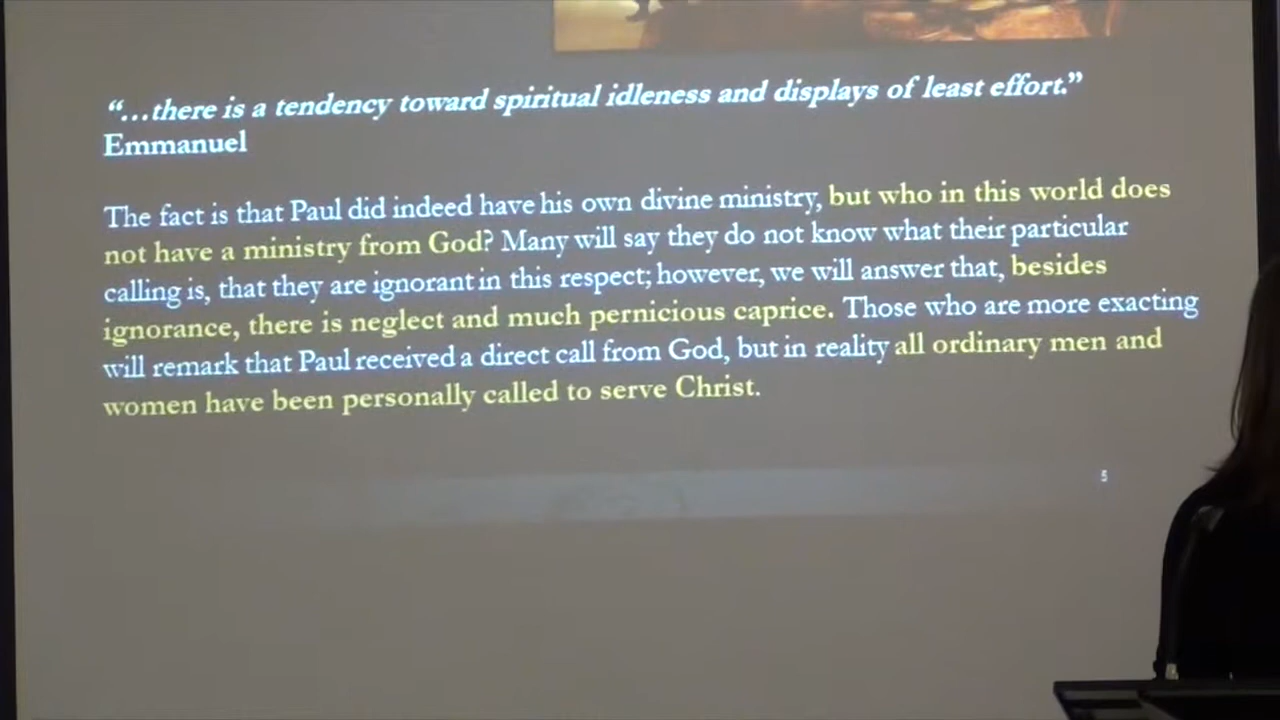 “...there is a tendency toward spiritual idleness and displays of least effort.”
Emmanuel
The fact is that Paul did indeed have his own divine ministry, but who in this world does
not have a ministry from God? Many will say they do not know what their particular
calling is, that they are ignorant in this respect; however, we will answer that, besides
ignorance, there is neglect and much pernicious caprice. Those who are more exacting
will remark that Paul received a direct call from God, but in reality all ordinary men and
women have been personally called to serve Christ.
5